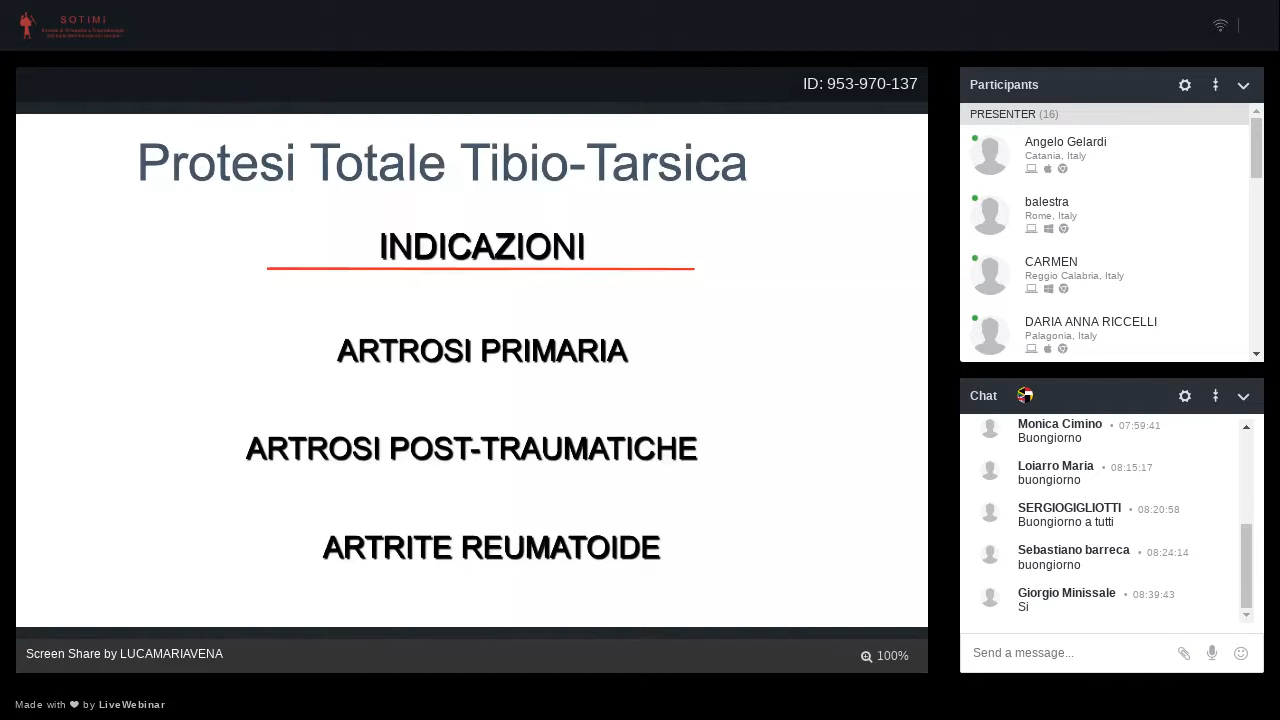 SOTIMI
ID: 953-970-137
Protesi Totale Tibio-Tarsica
INDICAZIONI
ARTROSI PRIMARIA
ARTROSI POST-TRAUMATICHE
ARTRITE REUMATOIDE
Screen Share by LUCAMARIAVENA
100%
Participants
PRESENTER (16)
Angelo Gelardi
Catania, Italy
balestra
Rome, Italy
CARMEN
Reggio Calabria, Italy
DARIA ANNA RICCELLI
Palagonia, Italy
Chat
Monica Cimino • 07:59:41
Buongiorno
Loiarro Maria • 08:15:17
buongiorno
SERGIOGIGLIOTTI • 08:20:58
Buongiorno a tutti
Sebastiano barreca • 08:24:14
buongiorno
Giorgio Minissale • 08:39:43
Si
Send a message...
Made with ❤ by LiveWebinar